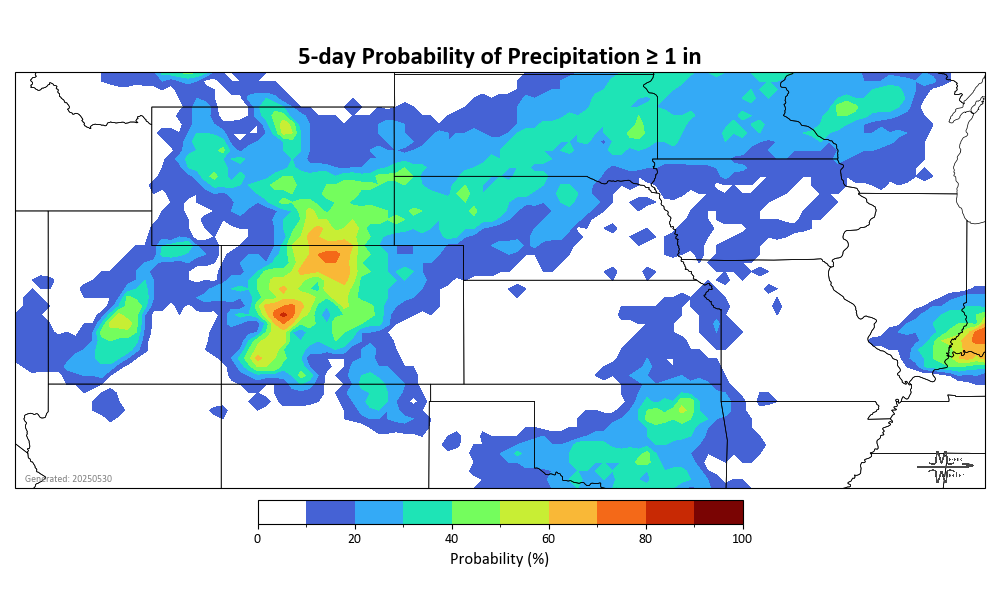 5-day Probability of Precipitation ≥ 1 in
Generated: 20250530
0 20 40 60 80 100
Probability (%)